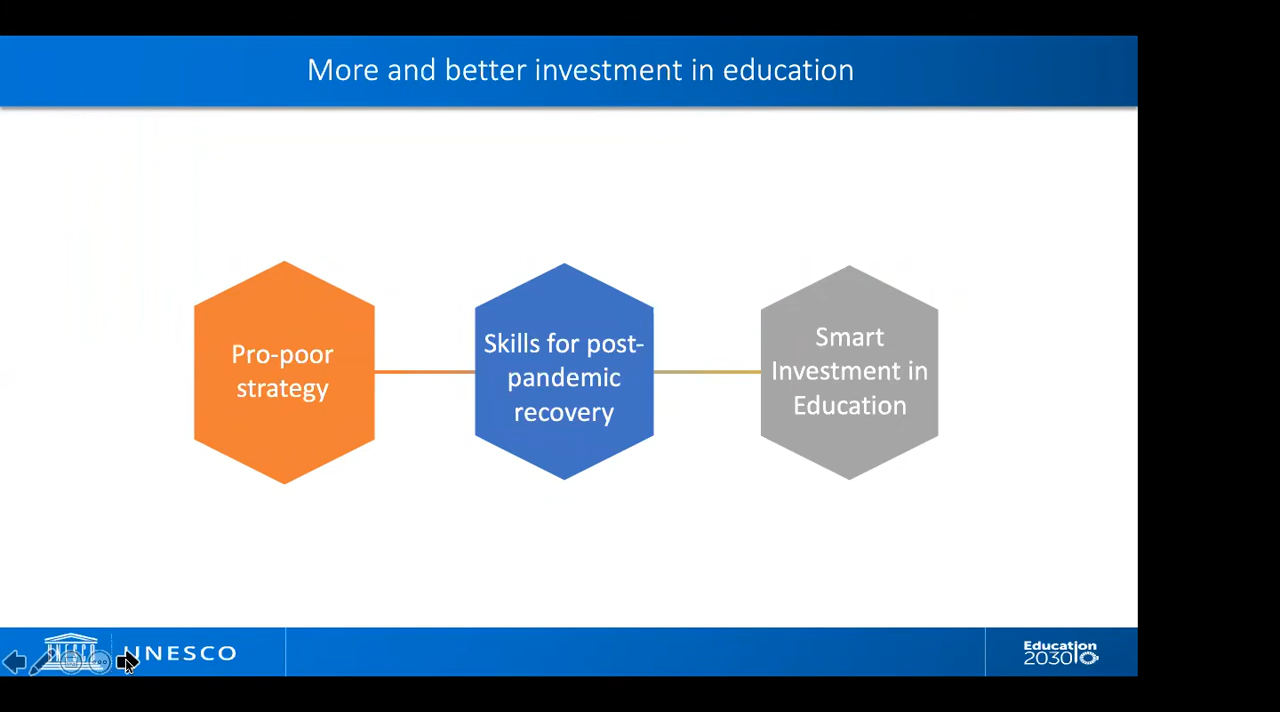 More and better investment in education
Pro-poor
strategy
Skills for post-
pandemic
recovery
Smart
Investment in
Education
UNESCO
Education
2030